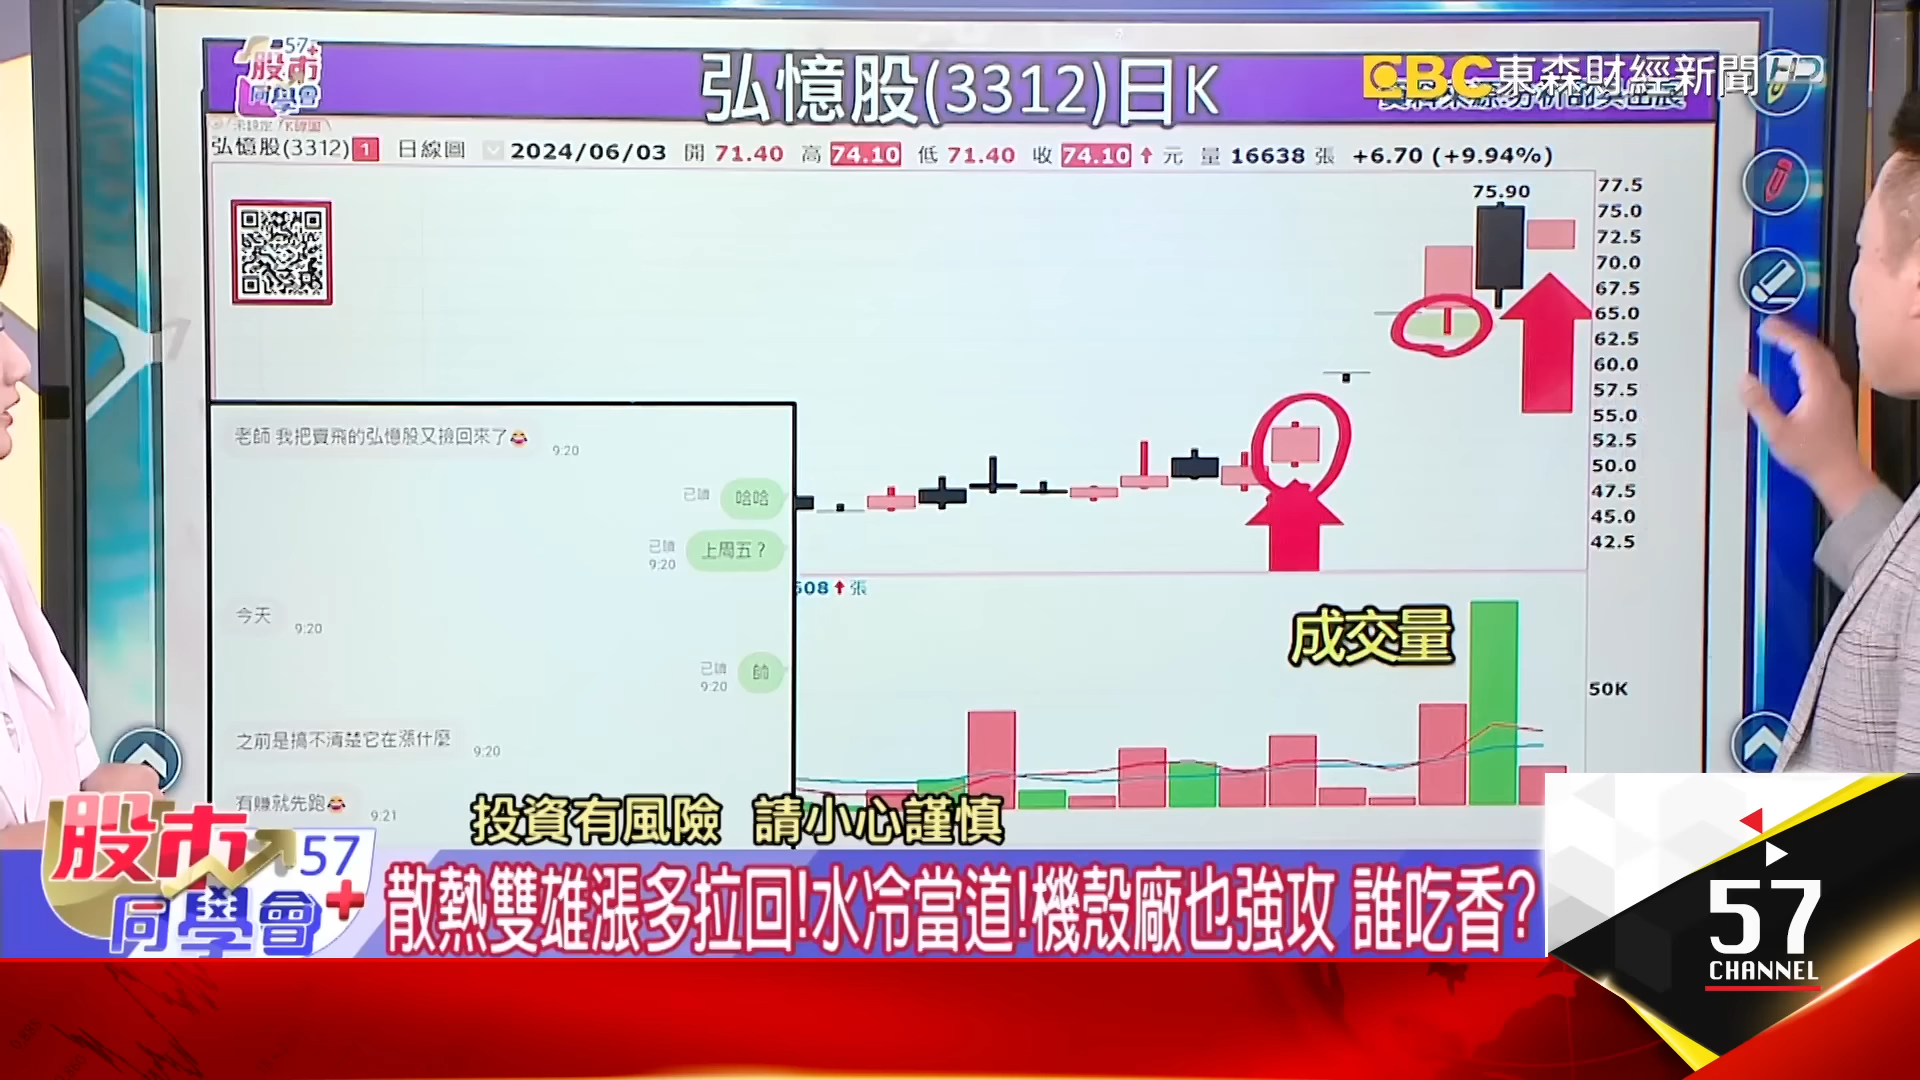 57+
股市
同學會
弘憶股(3312)日K
EBC 東森財經新聞 HD
弘憶股(3312) 1 日線圖 2024/06/03 開 71.40 高 74.10 低 71.40 收 74.10 ↑ 元 量 16638 張 +6.70 (+9.94%)
75.90
77.5
75.0
72.5
70.0
67.5
65.0
62.5
60.0
57.5
55.0
52.5
50.0
47.5
45.0
42.5
老師 我把賣飛的弘憶股又撿回來了😂 9:20
已讀 哈哈
已讀 9:20 上周五？
今天 9:20
已讀 9:20 帥
之前是搞不清楚它在漲什麼 9:20
有賺就先跑😂 9:21
508 ↑ 張
成交量
50K
投資有風險 請小心謹慎
股市 57
同學會+
散熱雙雄漲多拉回!水冷當道!機殼廠也強攻 誰吃香?
57
CHANNEL